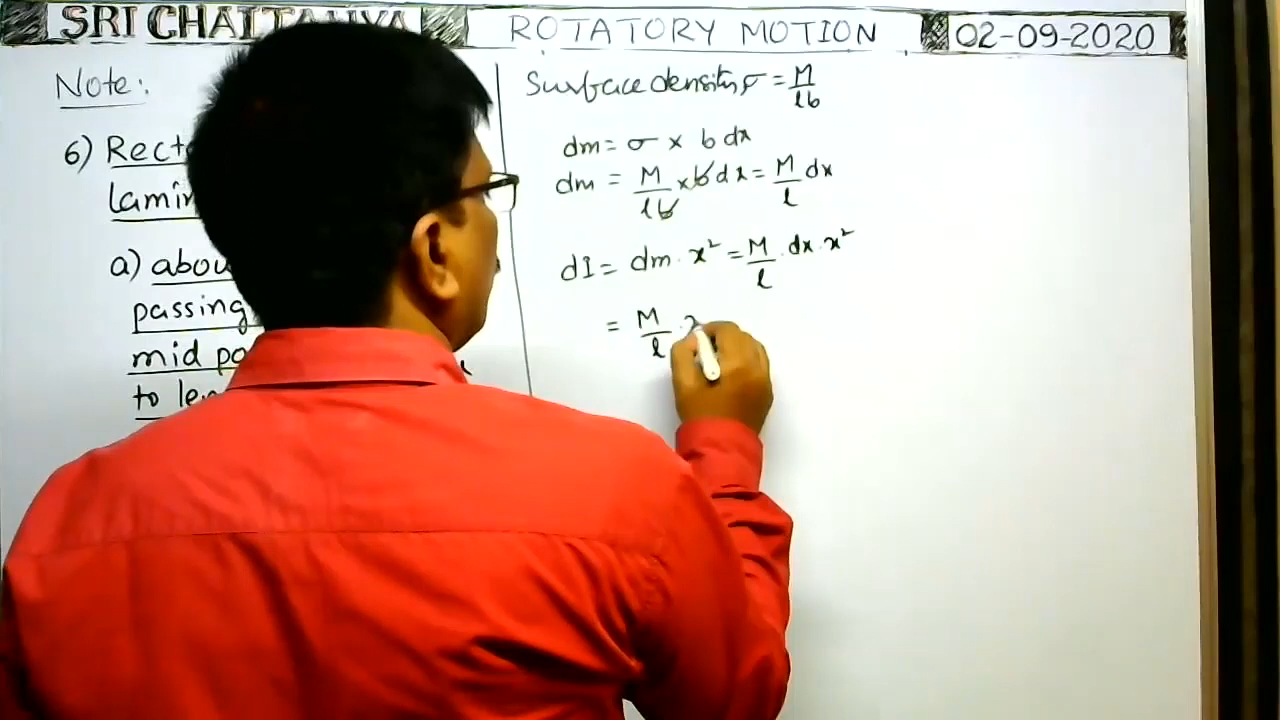 SRI CHAITANYA
ROTATORY MOTION
02-09-2020
Note:
6) Rect
lamin
a) abou
passing
mid po
to len
Surface density σ = M/lb
dm = σ × b dx
dm = M/lb × b dx = M/l dx
dI = dm · x² = M/l · dx · x²
= M/l ·